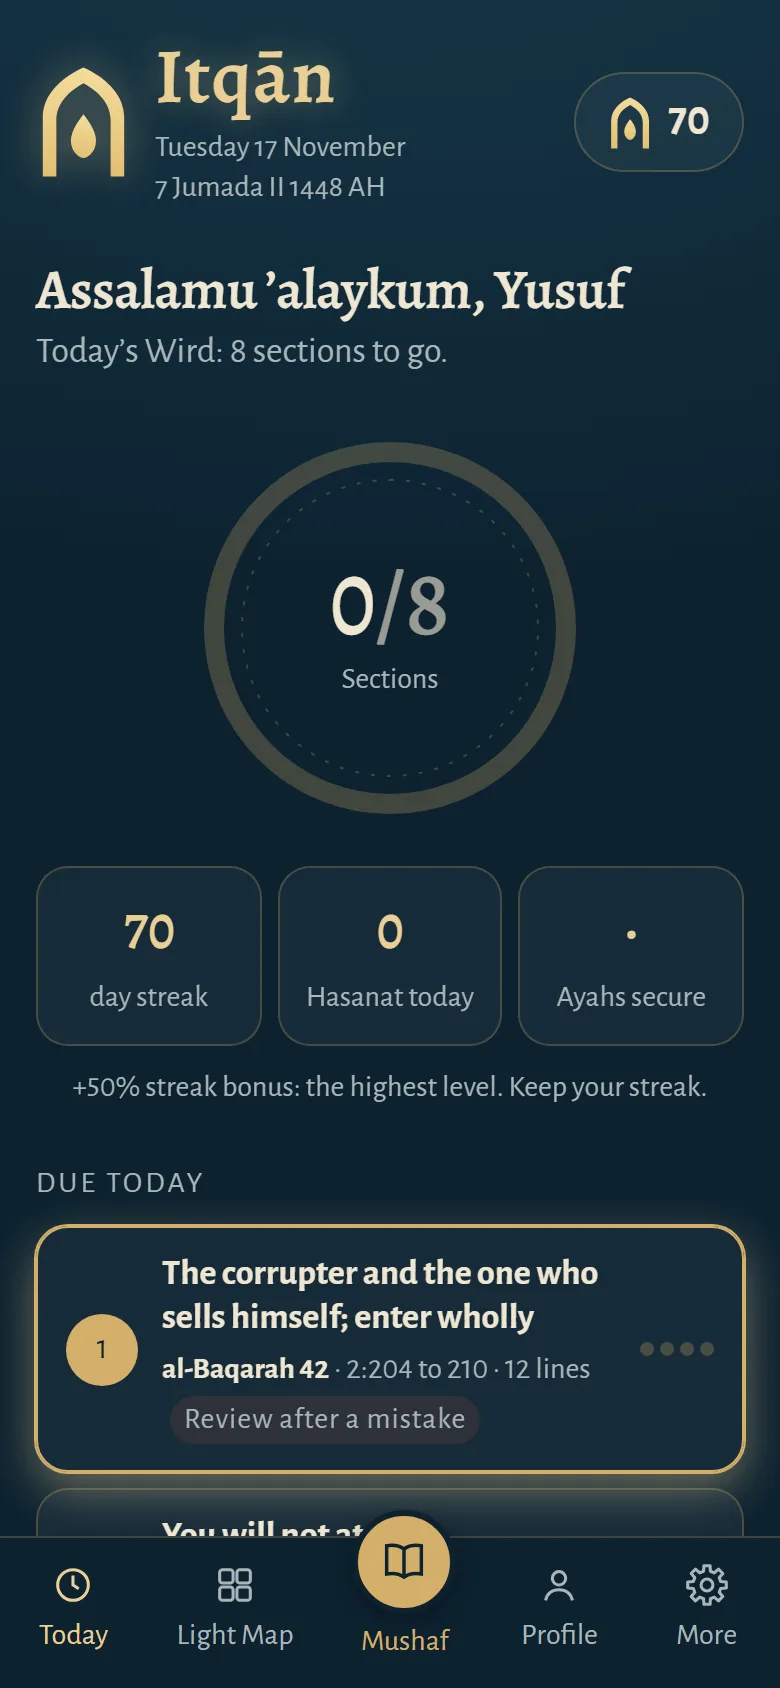 Itqān
Tuesday 17 November
7 Jumada II 1448 AH
70
Assalamu ’alaykum, Yusuf
Today’s Wird: 8 sections to go.
0/8
Sections
70
day streak
0
Hasanat today
·
Ayahs secure
+50% streak bonus: the highest level. Keep your streak.
DUE TODAY
1
The corrupter and the one who
sells himself; enter wholly
al-Baqarah 42 · 2:204 to 210 · 12 lines
Review after a mistake
You will not
Today
Light Map
Mushaf
Profile
More